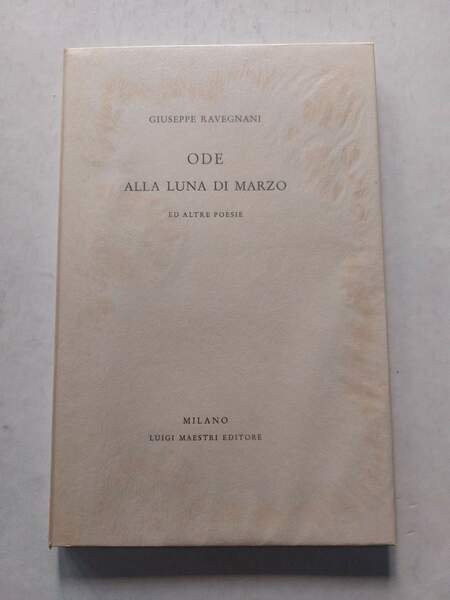 GIUSEPPE RAVEGNANI
ODE
ALLA LUNA DI MARZO
ED ALTRE POESIE
MILANO
LUIGI MAESTRI EDITORE